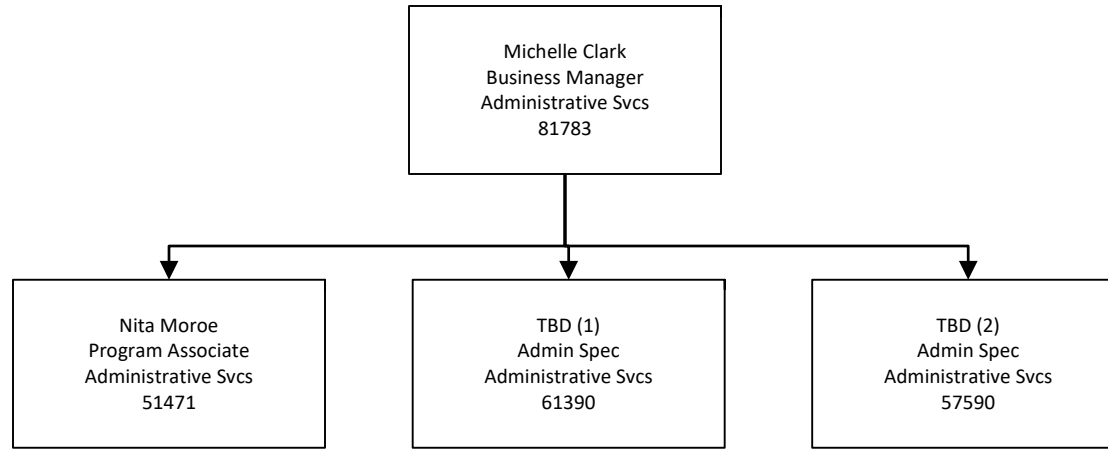 Michelle Clark
Business Manager
Administrative Svcs
81783
Nita Moroe
Program Associate
Administrative Svcs
51471
TBD (1)
Admin Spec
Administrative Svcs
61390
TBD (2)
Admin Spec
Administrative Svcs
57590